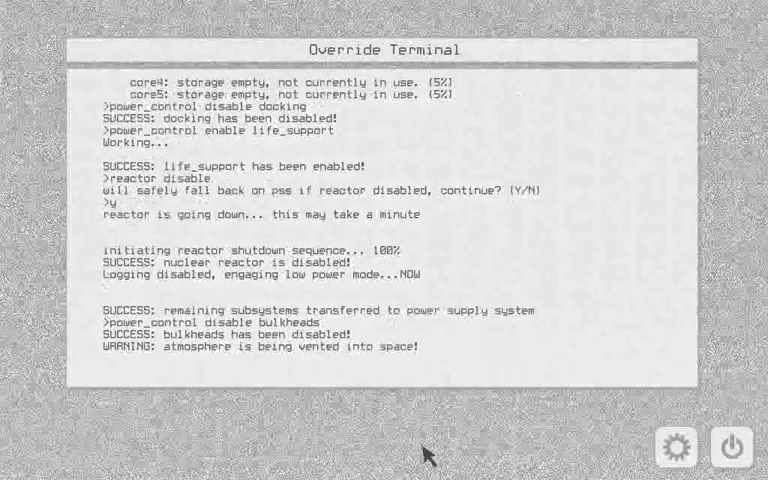 Override Terminal
core4: storage empty, not currently in use. (5%)
core5: storage empty, not currently in use. (5%)
>power_control disable docking
SUCCESS: docking has been disabled!
>power_control enable life_support
Working...
SUCCESS: life_support has been enabled!
>reactor disable
will safely fall back on pss if reactor disabled, continue? (Y/N)
>y
reactor is going down... this may take a minute
initiating reactor shutdown sequence... 100%
SUCCESS: nuclear reactor is disabled!
Logging disabled, engaging low power mode...NOW
SUCCESS: remaining subsystems transferred to power supply system
>power_control disable bulkheads
SUCCESS: bulkheads has been disabled!
WARNING: atmosphere is being vented into space!